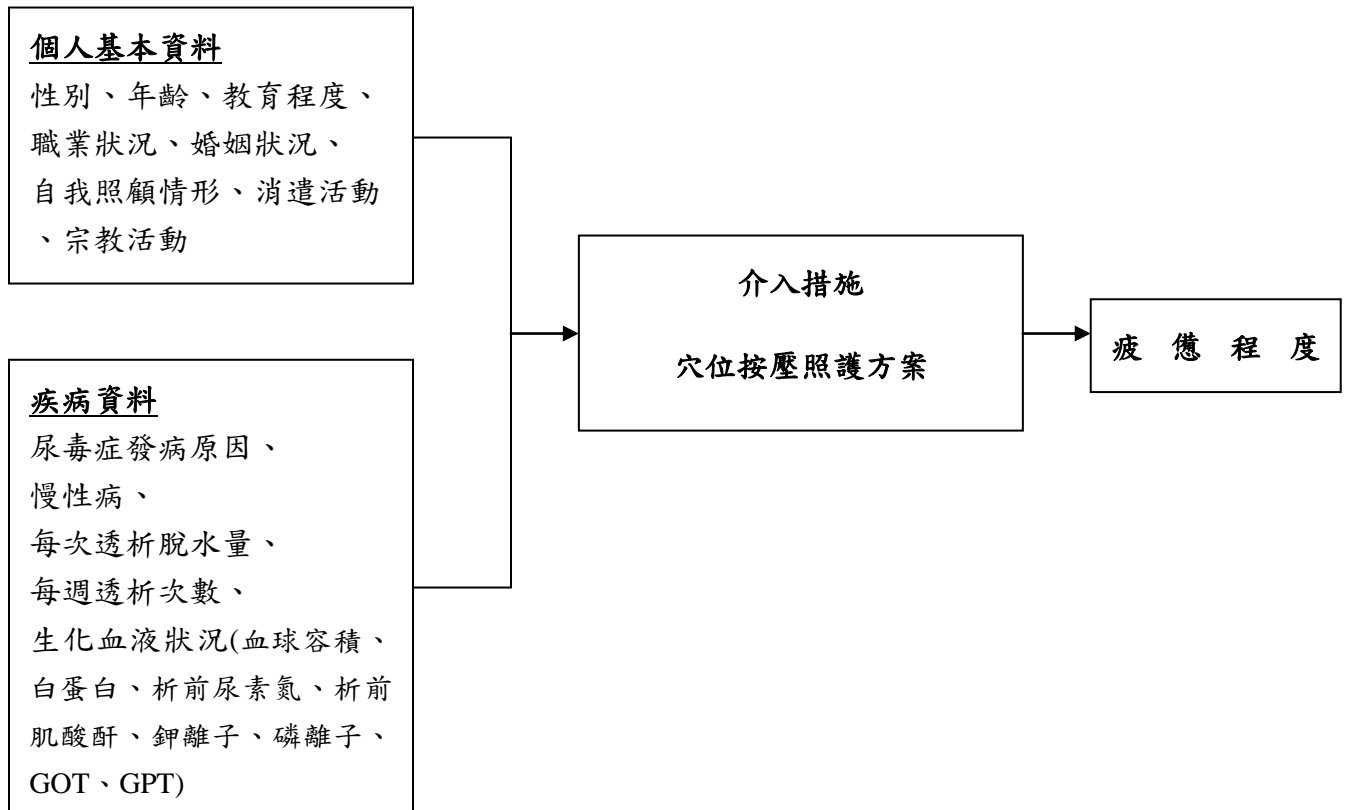 個人基本資料
性別、年齡、教育程度、
職業狀況、婚姻狀況、
自我照顧情形、消遣活動
、宗教活動
介入措施
穴位按壓照護方案
疲憊程度
疾病資料
尿毒症發病原因、
慢性病、
每次透析脫水量、
每週透析次數、
生化血液狀況(血球容積、
白蛋白、析前尿素氮、析前
肌酸酐、鉀離子、磷離子、
GOT、GPT)